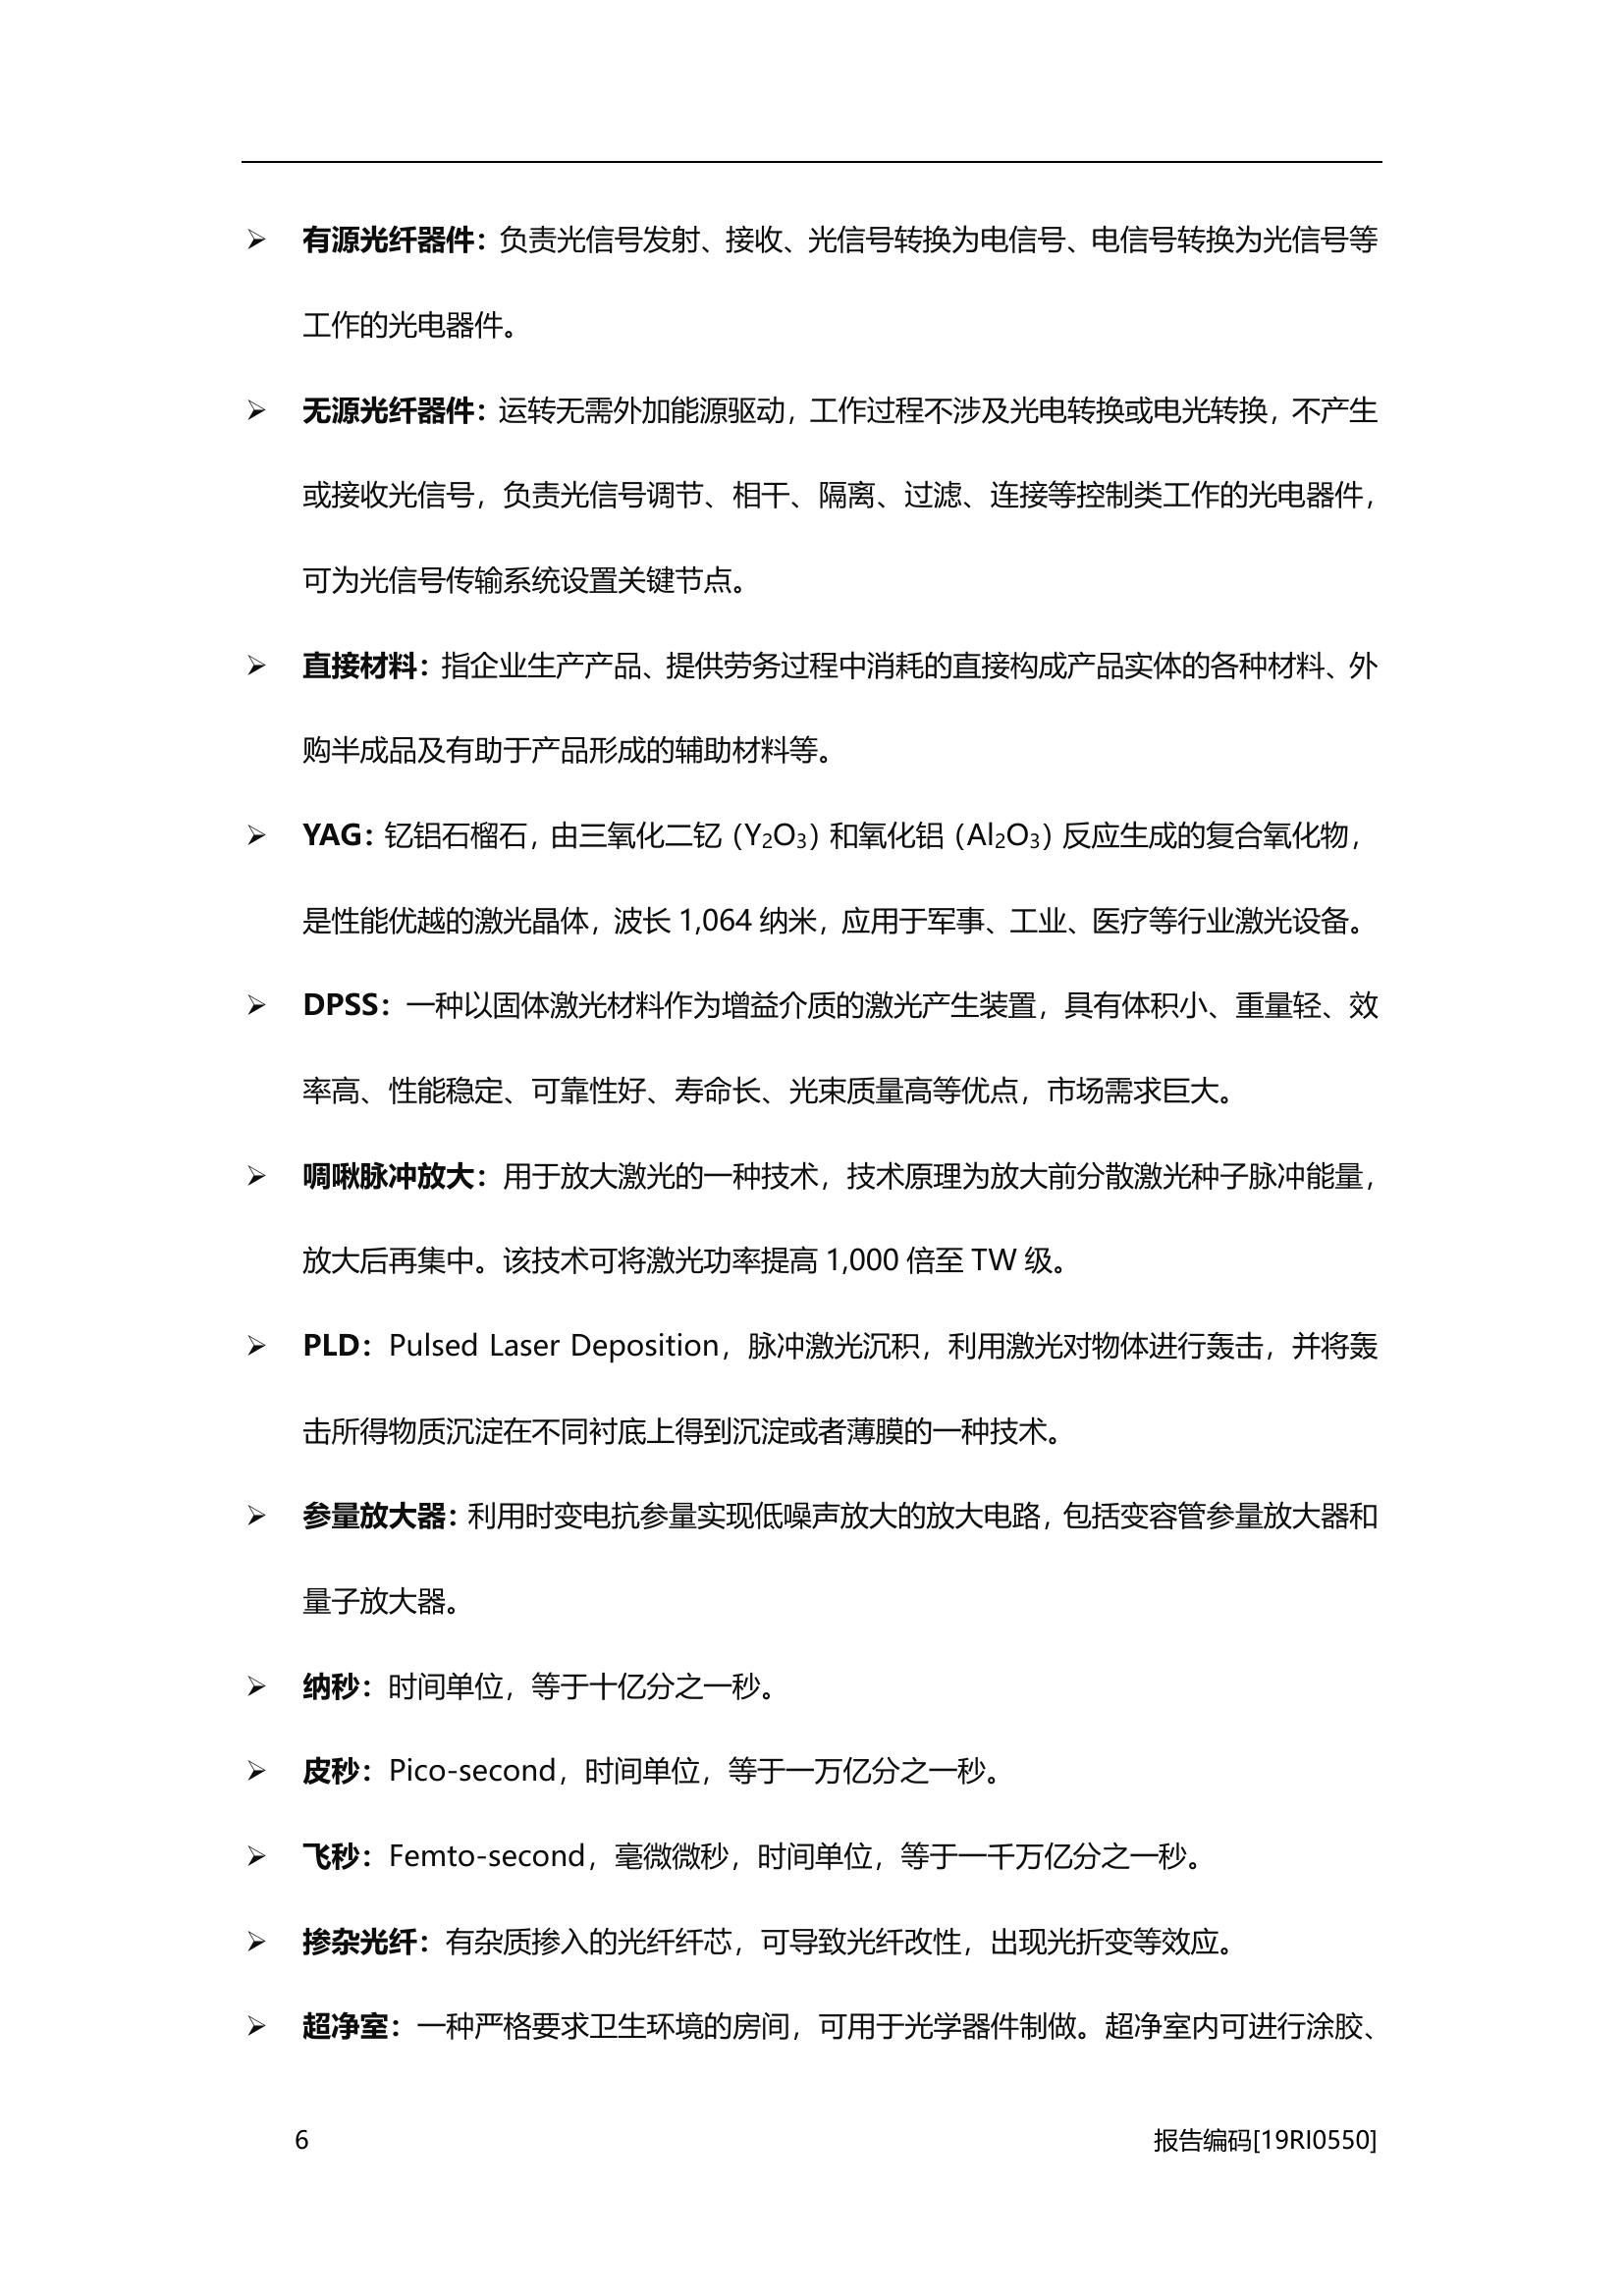 ➢ 有源光纤器件：负责光信号发射、接收、光信号转换为电信号、电信号转换为光信号等
工作的光电器件。
➢ 无源光纤器件：运转无需外加能源驱动，工作过程不涉及光电转换或电光转换，不产生
或接收光信号，负责光信号调节、相干、隔离、过滤、连接等控制类工作的光电器件，
可为光信号传输系统设置关键节点。
➢ 直接材料：指企业生产产品、提供劳务过程中消耗的直接构成产品实体的各种材料、外
购半成品及有助于产品形成的辅助材料等。
➢ YAG：钇铝石榴石，由三氧化二钇（Y₂O₃）和氧化铝（Al₂O₃）反应生成的复合氧化物，
是性能优越的激光晶体，波长 1,064 纳米，应用于军事、工业、医疗等行业激光设备。
➢ DPSS：一种以固体激光材料作为增益介质的激光产生装置，具有体积小、重量轻、效
率高、性能稳定、可靠性好、寿命长、光束质量高等优点，市场需求巨大。
➢ 啁啾脉冲放大：用于放大激光的一种技术，技术原理为放大前分散激光种子脉冲能量，
放大后再集中。该技术可将激光功率提高 1,000 倍至 TW 级。
➢ PLD：Pulsed Laser Deposition，脉冲激光沉积，利用激光对物体进行轰击，并将轰
击所得物质沉淀在不同衬底上得到沉淀或者薄膜的一种技术。
➢ 参量放大器：利用时变电抗参量实现低噪声放大的放大电路，包括变容管参量放大器和
量子放大器。
➢ 纳秒：时间单位，等于十亿分之一秒。
➢ 皮秒：Pico-second，时间单位，等于一万亿分之一秒。
➢ 飞秒：Femto-second，毫微微秒，时间单位，等于一千万亿分之一秒。
➢ 掺杂光纤：有杂质掺入的光纤纤芯，可导致光纤改性，出现光折变等效应。
➢ 超净室：一种严格要求卫生环境的房间，可用于光学器件制做。超净室内可进行涂胶、
6 报告编码[19RI0550]